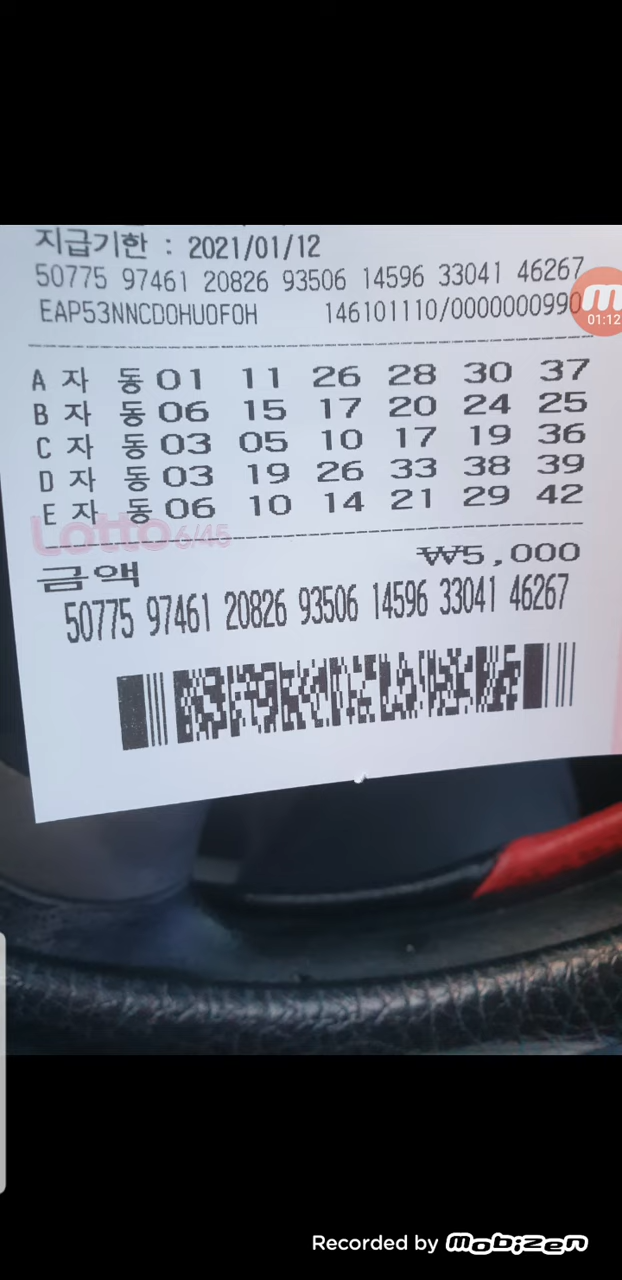 지급기한 : 2021/01/12
50775 97461 20826 93506 14596 33041 46267
EAP53NNCDOHUOFOH 146101110/0000000990
01:12
A 자 동 01 11 26 28 30 37
B 자 동 06 15 17 20 24 25
C 자 동 03 05 10 17 19 36
D 자 동 03 19 26 33 38 39
E 자 동 06 10 14 21 29 42
Lotto 6/45
금액 ₩5,000
50775 97461 20826 93506 14596 33041 46267
Recorded by mobizen